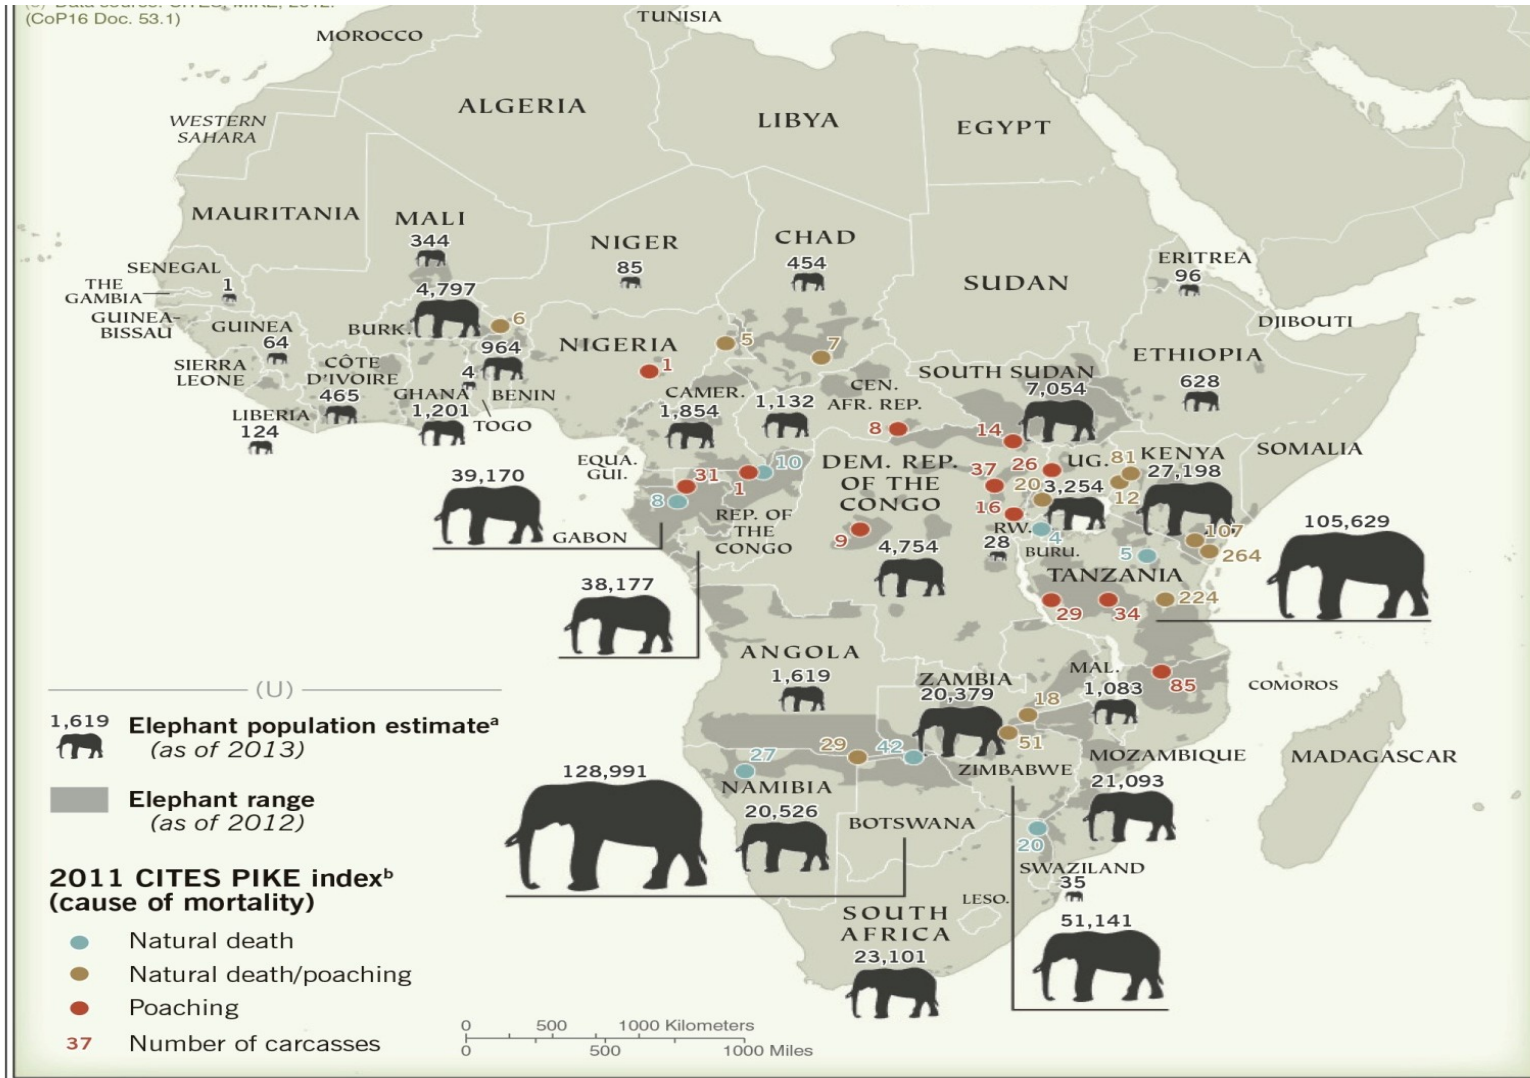 (CoP16 Doc. 53.1)
TUNISIA
MOROCCO
ALGERIA
LIBYA
EGYPT
WESTERN
SAHARA
MAURITANIA
MALI
344
NIGER
85
CHAD
454
SUDAN
ERITREA
96
SENEGAL
1
THE
GAMBIA
GUINEA-
BISSAU
GUINEA
64
BURK.
4,797
6
964
4
NIGERIA
1
5
7
DJIBOUTI
ETHIOPIA
628
SIERRA
LEONE
CÔTE
D'IVOIRE
465
GHANA
1,201
BENIN
TOGO
LIBERIA
124
CAMER.
1,854
1,132
CEN.
AFR. REP.
8
SOUTH SUDAN
7,054
14
SOMALIA
EQUA.
GUI.
39,170
GABON
31
1
10
8
REP. OF
THE
CONGO
DEM. REP.
OF THE
CONGO
9
4,754
37
26
UG.
20
3,254
81
12
KENYA
27,198
16
RW.
28
4
BURU.
5
107
264
105,629
TANZANIA
29
34
224
38,177
ANGOLA
1,619
ZAMBIA
20,379
MAL.
1,083
85
COMOROS
18
51
29
42
27
ZIMBABWE
MOZAMBIQUE
21,093
MADAGASCAR
NAMIBIA
20,526
128,991
BOTSWANA
20
SWAZILAND
35
LESO.
51,141
SOUTH
AFRICA
23,101
(U)
1,619
Elephant population estimateᵃ
(as of 2013)
Elephant range
(as of 2012)
2011 CITES PIKE indexᵇ
(cause of mortality)
Natural death
Natural death/poaching
Poaching
37 Number of carcasses
0 500 1000 Kilometers
0 500 1000 Miles